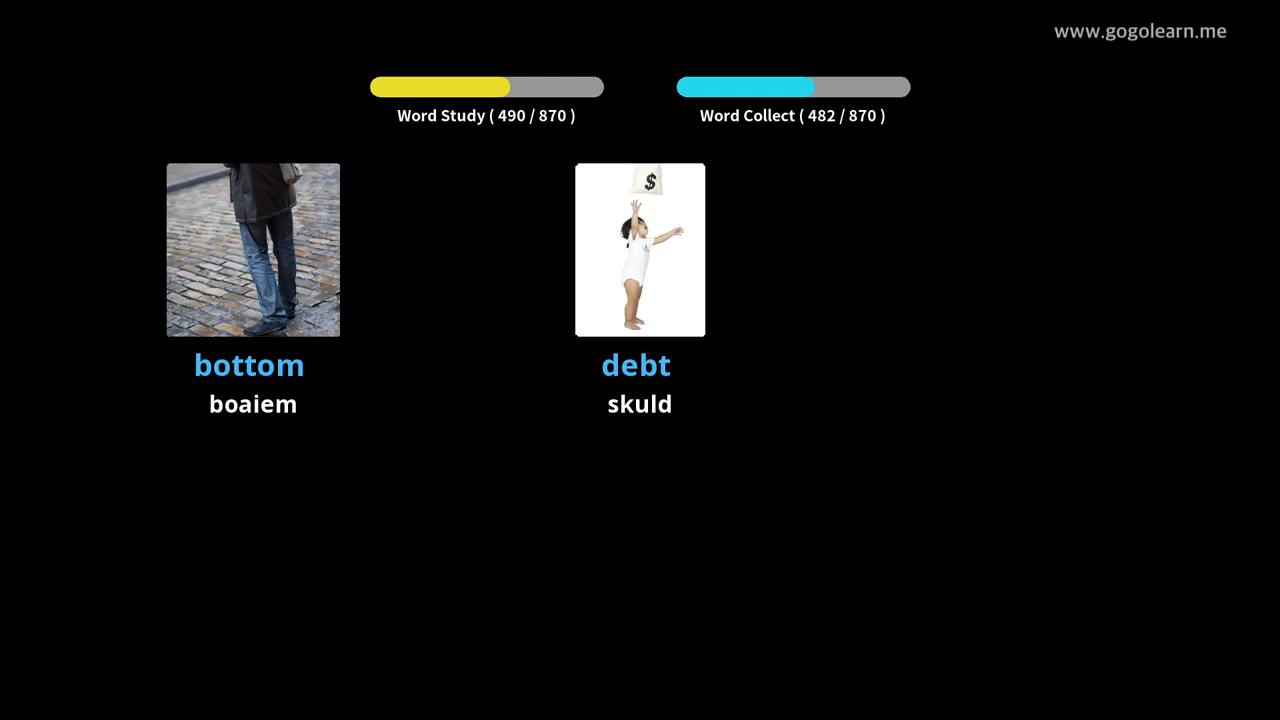 www.gogolearn.me
Word Study ( 490 / 870 )
Word Collect ( 482 / 870 )
$
bottom
boaiem
debt
skuld